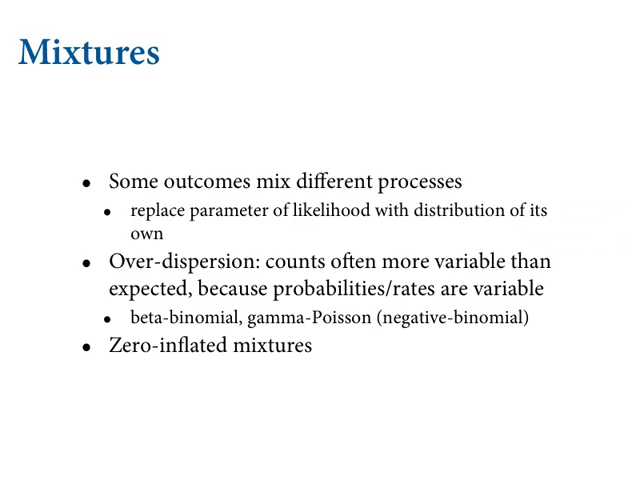 Mixtures
• Some outcomes mix different processes
• replace parameter of likelihood with distribution of its
own
• Over-dispersion: counts often more variable than
expected, because probabilities/rates are variable
• beta-binomial, gamma-Poisson (negative-binomial)
• Zero-inflated mixtures